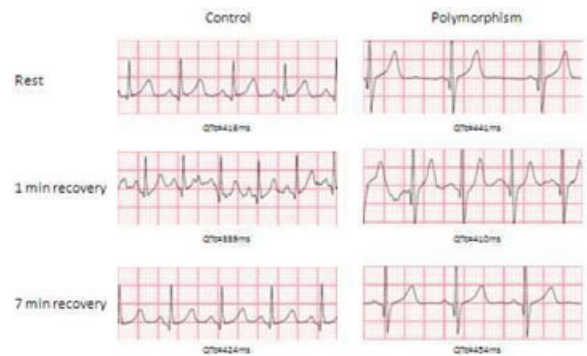 Control Polymorphism
Rest
QTc=416ms QTc=441ms
1 min recovery
QTc=389ms QTc=410ms
7 min recovery
QTc=424ms QTc=454ms